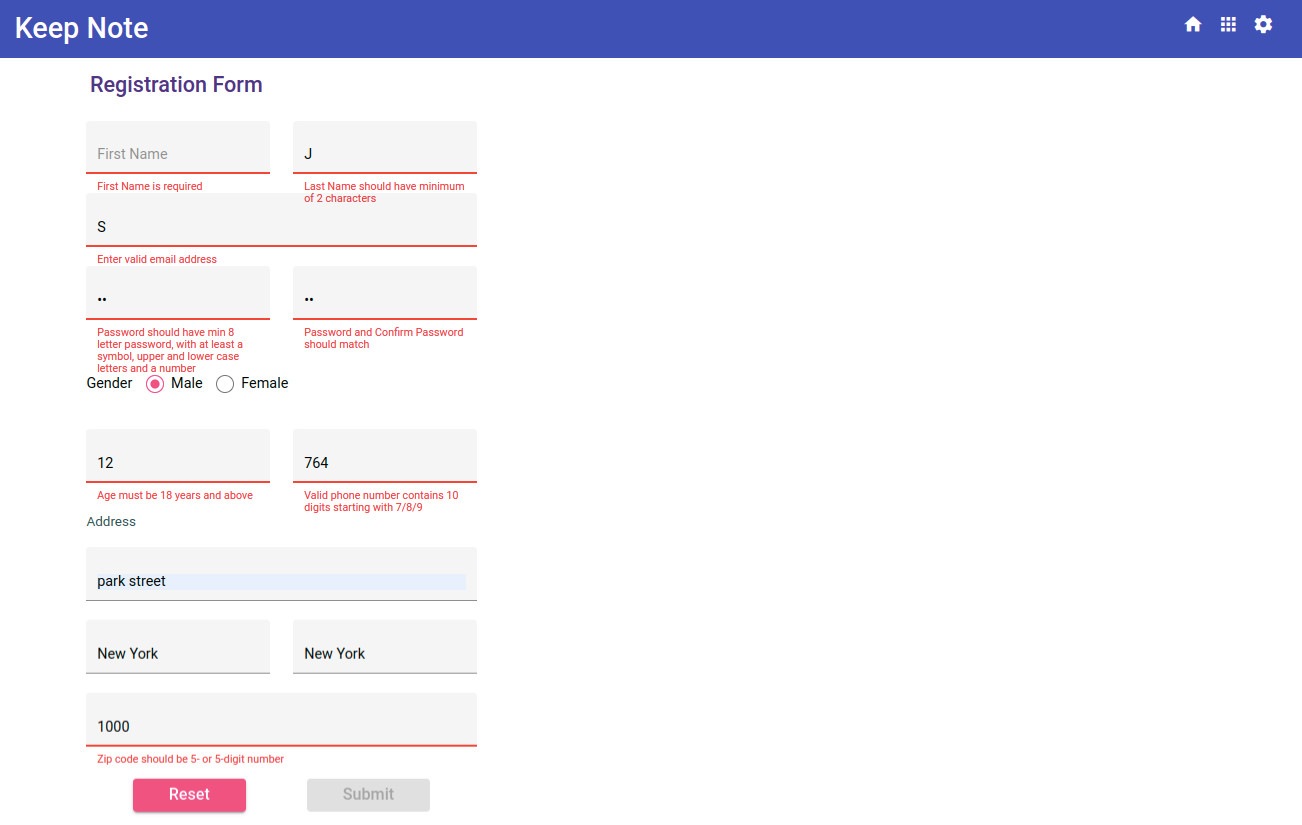 Keep Note
Registration Form
First Name
J
First Name is required
Last Name should have minimum
of 2 characters
S
Enter valid email address
••
••
Password should have min 8
letter password, with at least a
symbol, upper and lower case
letters and a number
Password and Confirm Password
should match
Gender Male Female
12
764
Age must be 18 years and above
Valid phone number contains 10
digits starting with 7/8/9
Address
park street
New York
New York
1000
Zip code should be 5- or 5-digit number
Reset
Submit